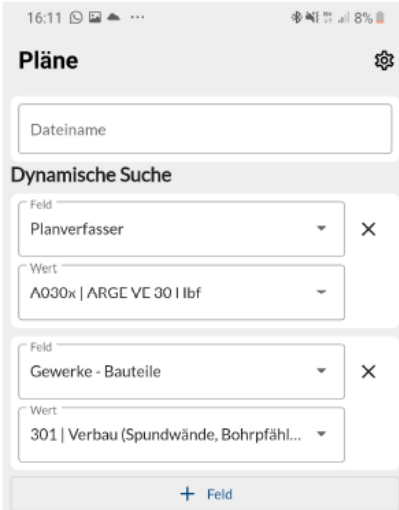 16:11 ...
8%
Pläne
Dateiname
Dynamische Suche
Feld
Planverfasser
Wert
A030x | ARGE VE 30
Feld
Gewerke - Bauteile
Wert
301 | Verbau (Spundwände, Bohrpfähl...
+ Feld